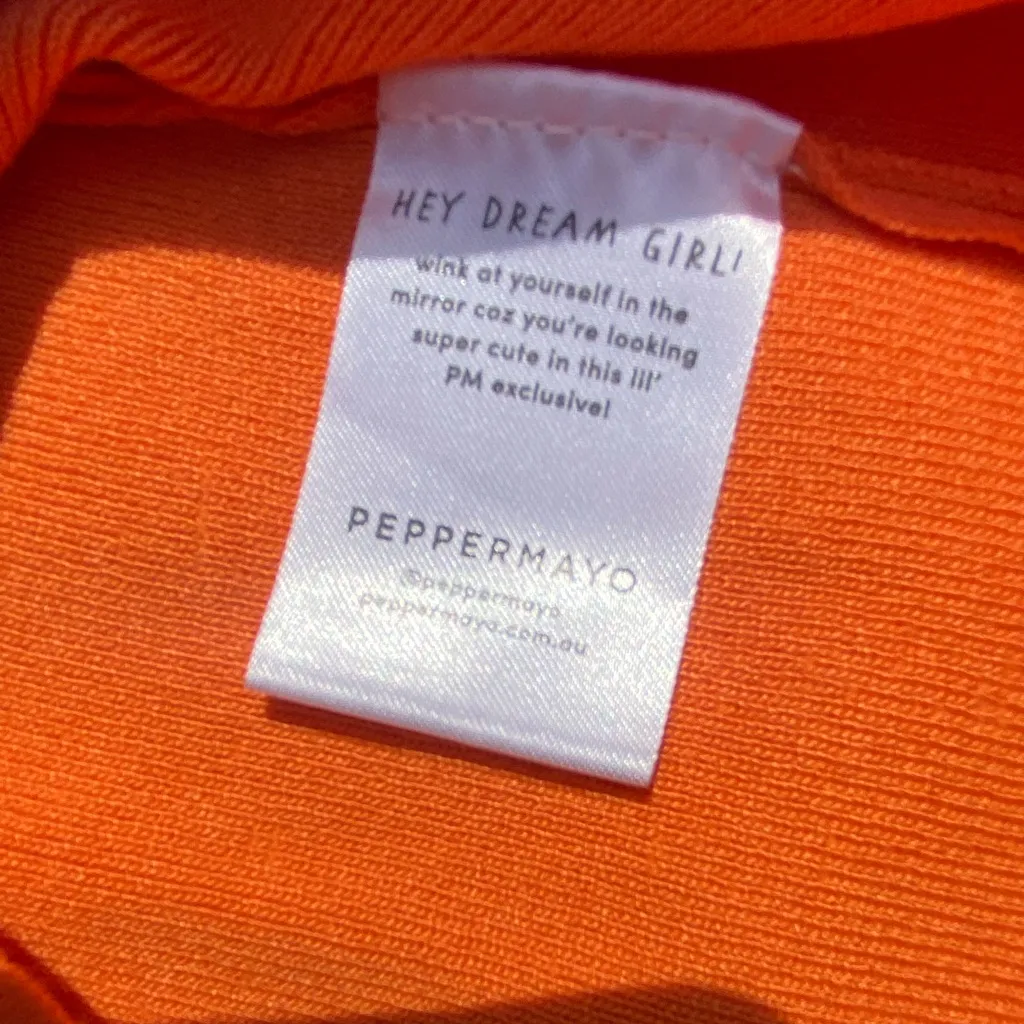 HEY DREAM GIRL!
wink at yourself in the
mirror coz you're looking
super cute in this lil'
PM exclusive!
PEPPERMAYO
@peppermayo
peppermayo.com.au